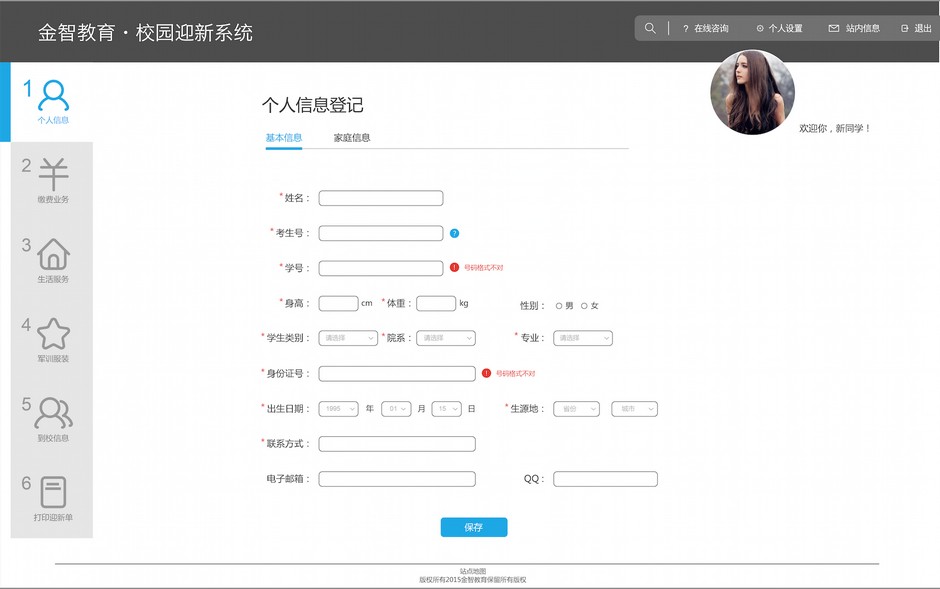 金智教育·校园迎新系统
? 在线咨询 个人设置 站内信息 退出
1
个人信息
2
缴费业务
3
生活服务
4
军训服装
5
到校信息
6
打印迎新单
欢迎你，新同学！
个人信息登记
基本信息 家庭信息
*姓名：
*考生号： ?
*学号： ! 号码格式不对
*身高： cm *体重： kg 性别： 男 女
*学生类别： 请选择 *院系： 请选择 *专业： 请选择
*身份证号： ! 号码格式不对
*出生日期： 1995 年 01 月 15 日 *生源地： 省份 城市
*联系方式：
电子邮箱： QQ：
保存
站点地图
版权所有2015金智教育保留所有版权